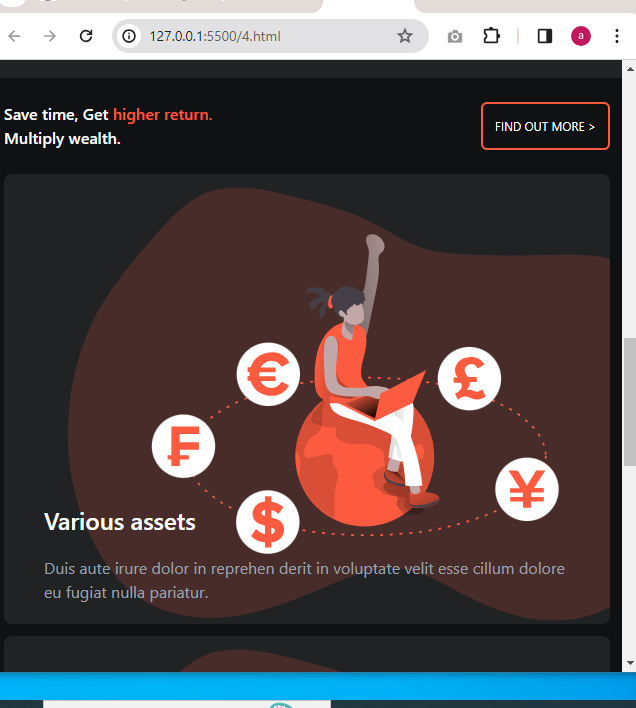 127.0.0.1:5500/4.html
a
Save time, Get higher return.
Multiply wealth.
FIND OUT MORE >
€
£
₣
¥
$
Various assets
Duis aute irure dolor in reprehen derit in voluptate velit esse cillum dolore
eu fugiat nulla pariatur.